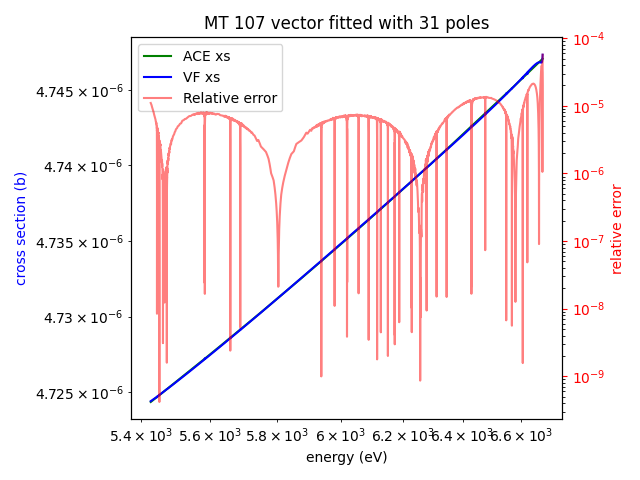 MT 107 vector fitted with 31 poles
ACE xs
VF xs
Relative error
4.745 × 10⁻⁶
4.74 × 10⁻⁶
4.735 × 10⁻⁶
4.73 × 10⁻⁶
4.725 × 10⁻⁶
cross section (b)
10⁻⁴
10⁻⁵
10⁻⁶
10⁻⁷
10⁻⁸
10⁻⁹
relative error
5.4 × 10³ 5.6 × 10³ 5.8 × 10³ 6 × 10³ 6.2 × 10³ 6.4 × 10³ 6.6 × 10³
energy (eV)